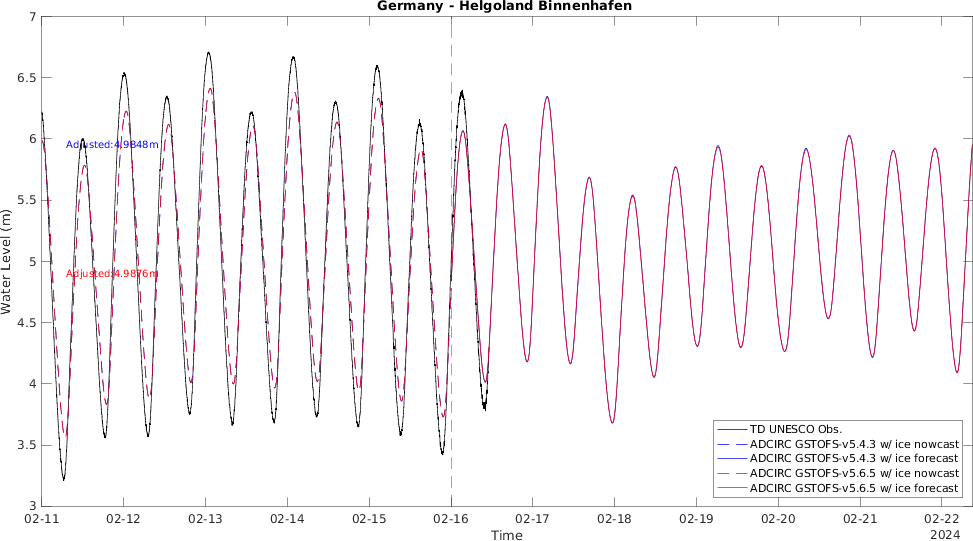 Germany - Helgoland Binnenhafen
7
6.5
6
5.5
5
4.5
4
3.5
3
Water Level (m)
Adjusted:4.9848m
Adjusted:4.9876m
TD UNESCO Obs.
ADCIRC GSTOFS-v5.4.3 w/ ice nowcast
ADCIRC GSTOFS-v5.4.3 w/ ice forecast
ADCIRC GSTOFS-v5.6.5 w/ ice nowcast
ADCIRC GSTOFS-v5.6.5 w/ ice forecast
02-11 02-12 02-13 02-14 02-15 02-16 02-17 02-18 02-19 02-20 02-21 02-22
Time
2024